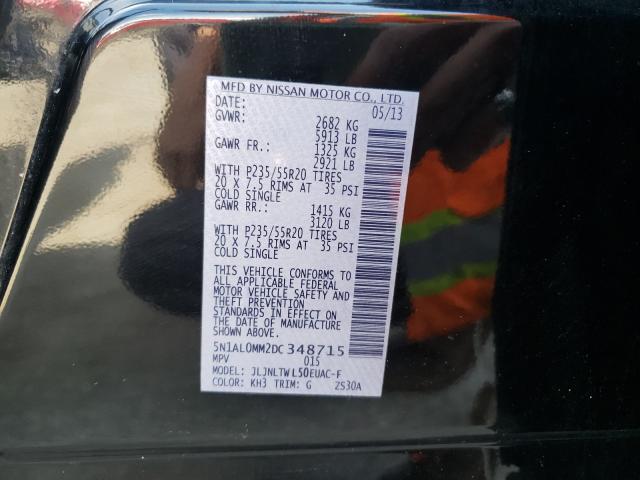 MFD BY NISSAN MOTOR CO., LTD.
DATE: 05/13
GVWR: 2682 KG
5913 LB
GAWR FR.: 1325 KG
2921 LB
WITH P235/55R20 TIRES
20 X 7.5 RIMS AT 35 PSI
COLD SINGLE
GAWR RR.: 1415 KG
3120 LB
WITH P235/55R20 TIRES
20 X 7.5 RIMS AT 35 PSI
COLD SINGLE
THIS VEHICLE CONFORMS TO
ALL APPLICABLE FEDERAL
MOTOR VEHICLE SAFETY AND
THEFT PREVENTION
STANDARDS IN EFFECT ON
THE DATE OF MANUFACTURE
SHOWN ABOVE.
5N1AL0MM2DC348715
MPV 015
MODEL: JLJNLTWL50EUAC-F
COLOR: KH3 TRIM: G 2S30A